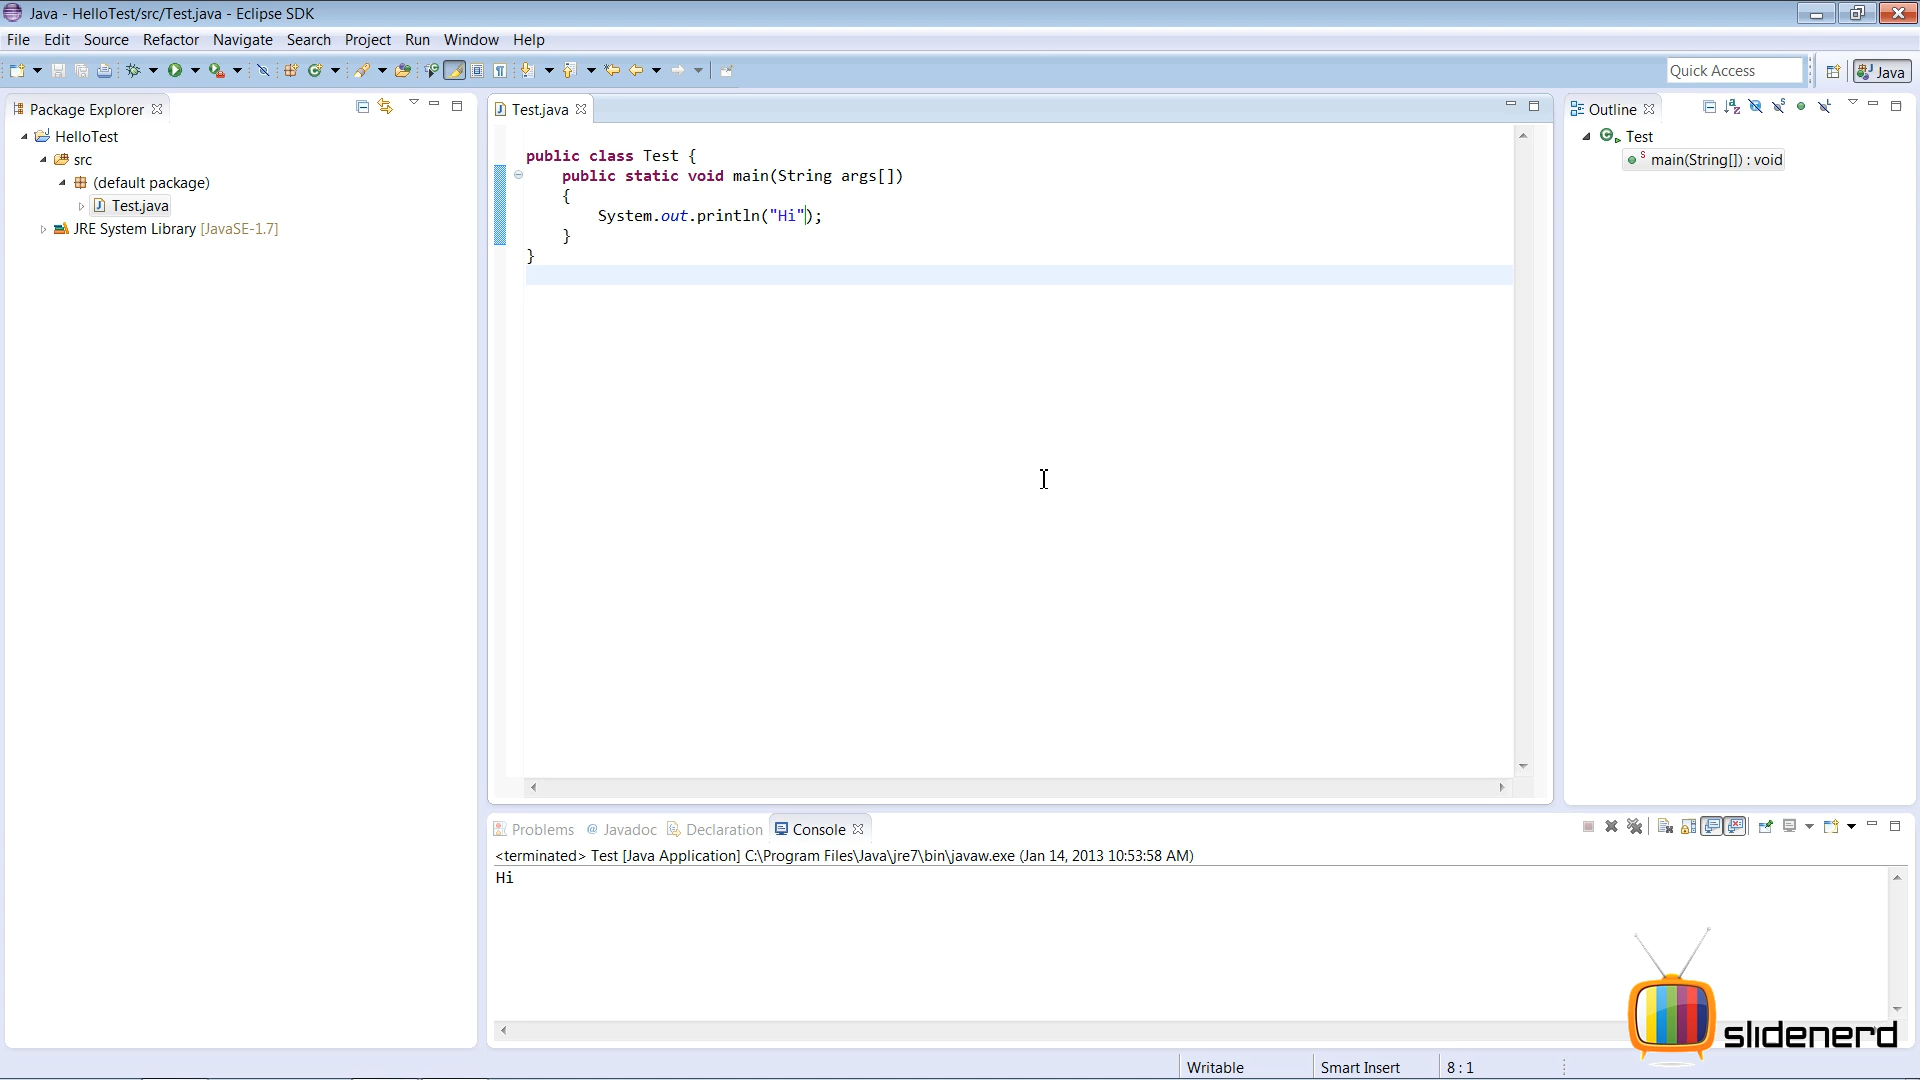 Java - HelloTest/src/Test.java - Eclipse SDK
File Edit Source Refactor Navigate Search Project Run Window Help
Quick Access
Java
Package Explorer
HelloTest
src
(default package)
Test.java
JRE System Library [JavaSE-1.7]
Test.java
public class Test {
public static void main(String args[])
{
System.out.println("Hi");
}
}
Outline
Test
main(String[]) : void
Problems Javadoc Declaration Console
<terminated> Test [Java Application] C:\Program Files\Java\jre7\bin\javaw.exe (Jan 14, 2013 10:53:58 AM)
Hi
slidenerd
Writable Smart Insert 8 : 1